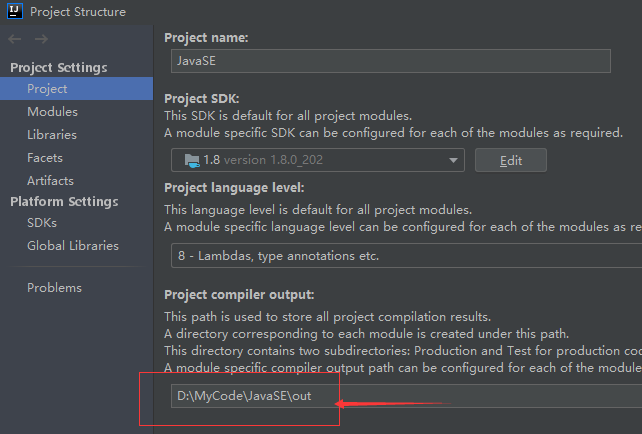 IJ
Project Structure
Project Settings
Project
Modules
Libraries
Facets
Artifacts
Platform Settings
SDKs
Global Libraries
Problems
Project name:
JavaSE
Project SDK:
This SDK is default for all project modules.
A module specific SDK can be configured for each of the modules as required.
1.8 version 1.8.0_202
Edit
Project language level:
This language level is default for all project modules.
A module specific language level can be configured for each of the modules as re
8 - Lambdas, type annotations etc.
Project compiler output:
This path is used to store all project compilation results.
A directory corresponding to each module is created under this path.
This directory contains two subdirectories: Production and Test for production co
A module specific compiler output path can be configured for each of the module
D:\MyCode\JavaSE\out